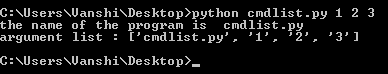 C:\Users\Vanshi\Desktop>python cmdlist.py 1 2 3
the name of the program is  cmdlist.py
argument list : ['cmdlist.py', '1', '2', '3']
C:\Users\Vanshi\Desktop>_